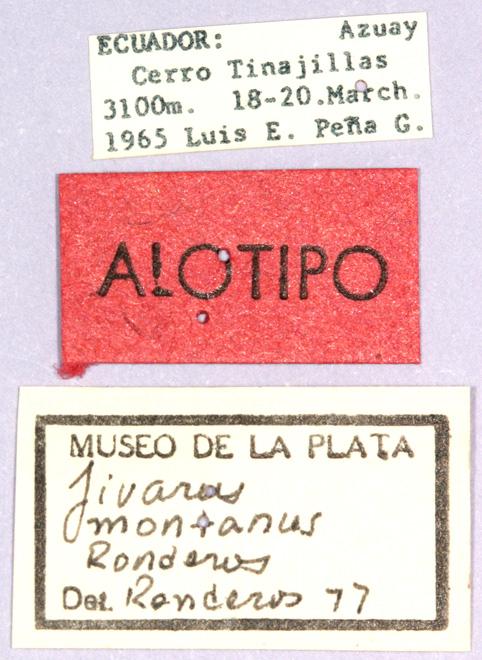 ECUADOR: Azuay
Cerro Tinajillas
3100m. 18-20.March.
1965 Luis E. Peña G.
ALOTIPO
MUSEO DE LA PLATA
Jivarus
montanus
Ronderos
Det. Ronderos 77